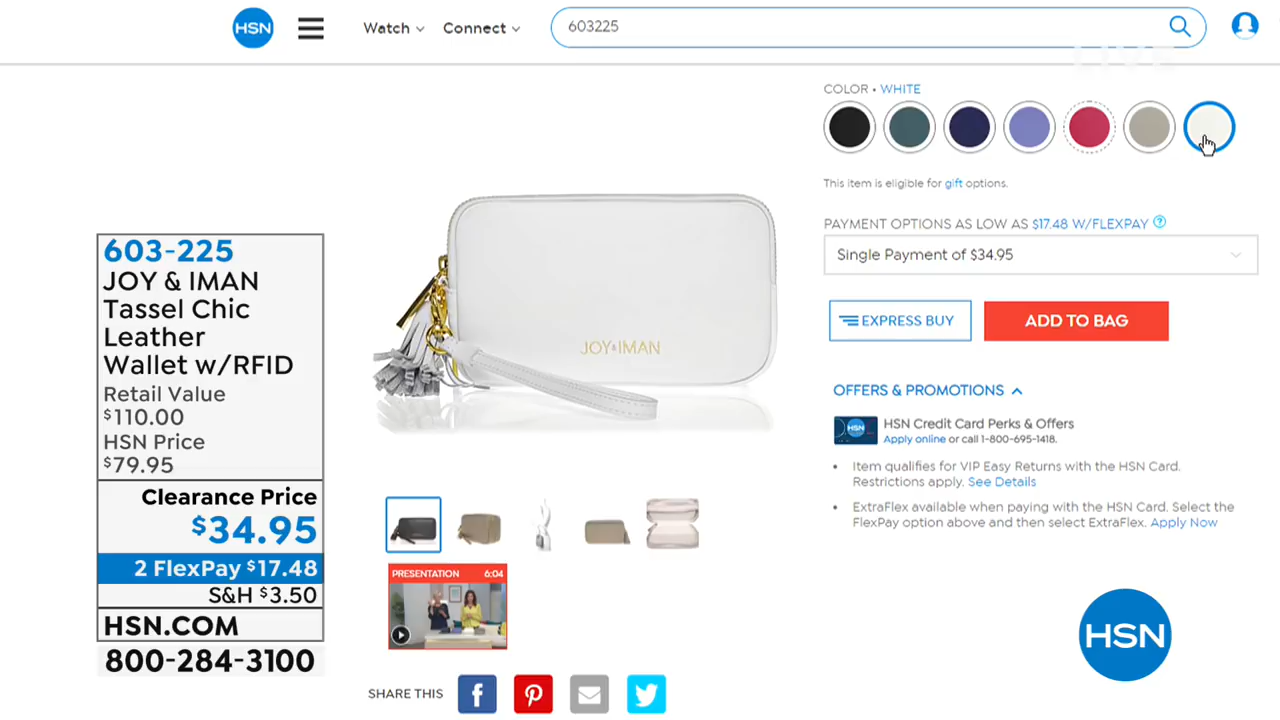 HSN
Watch
Connect
603225
LIVE
COLOR • WHITE
This item is eligible for gift options.
PAYMENT OPTIONS AS LOW AS $17.48 W/FLEXPAY ?
Single Payment of $34.95
EXPRESS BUY
ADD TO BAG
OFFERS & PROMOTIONS
HSN
HSN Credit Card Perks & Offers
Apply online or call 1-800-695-1418.
• Item qualifies for VIP Easy Returns with the HSN Card.
Restrictions apply. See Details
• ExtraFlex available when paying with the HSN Card. Select the
FlexPay option above and then select ExtraFlex. Apply Now
JOY&IMAN
603-225
JOY & IMAN
Tassel Chic
Leather
Wallet w/RFID
Retail Value
$110.00
HSN Price
$79.95
Clearance Price
$34.95
2 FlexPay $17.48
S&H $3.50
HSN.COM
800-284-3100
PRESENTATION 6:04
SHARE THIS
HSN